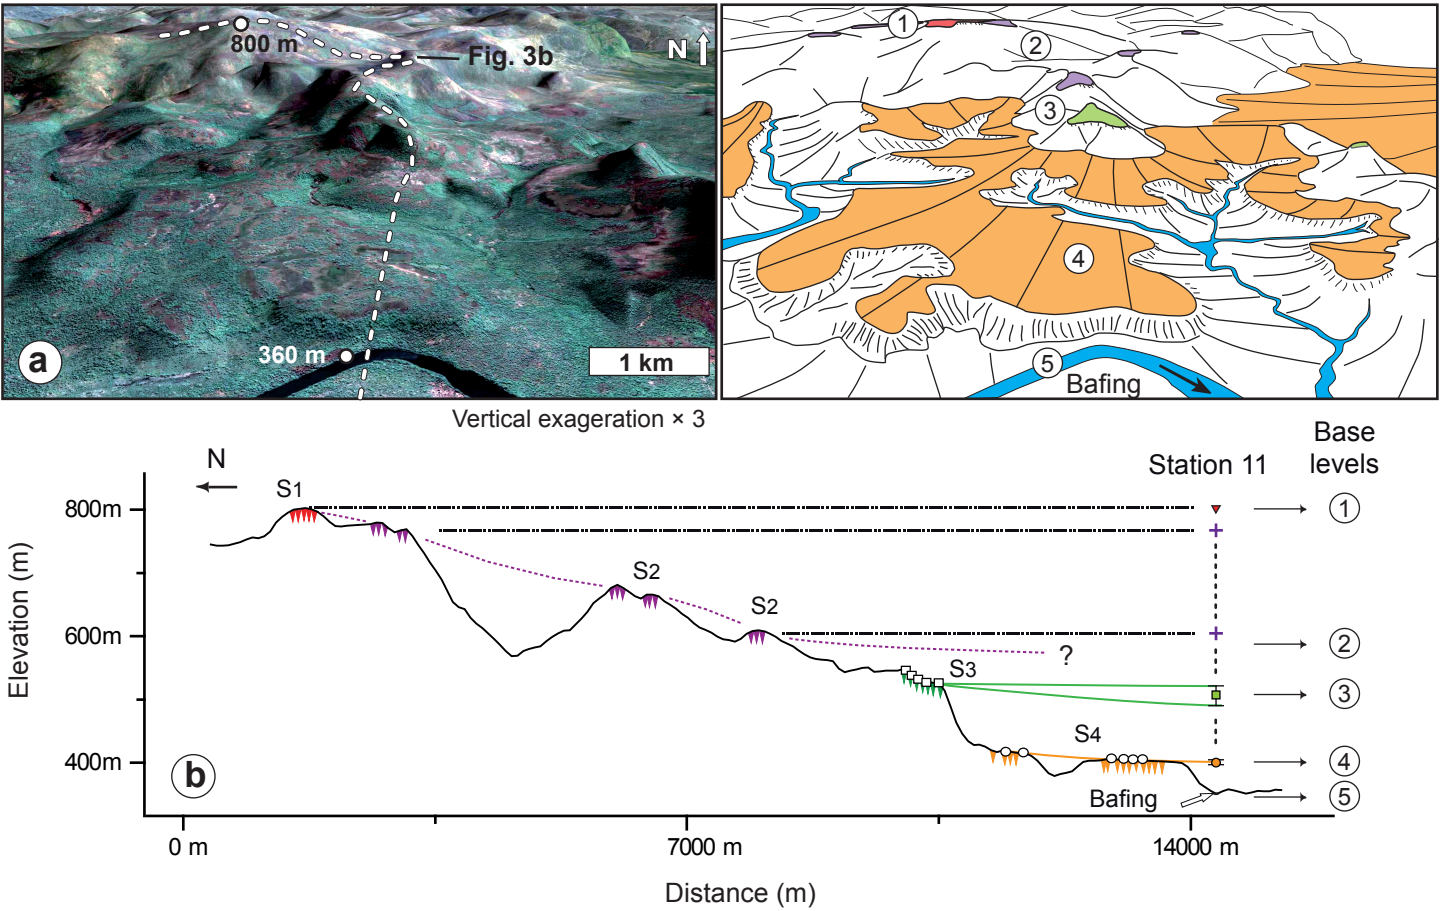 800 m
Fig. 3b
N
360 m
a
1 km
1
2
3
4
5
Bafing
Vertical exageration × 3
Base
levels
Station 11
N
S1
800m
1
S2
S2
600m
2
?
S3
3
S4
400m
4
b
Bafing
5
Elevation (m)
0 m
7000 m
14000 m
Distance (m)